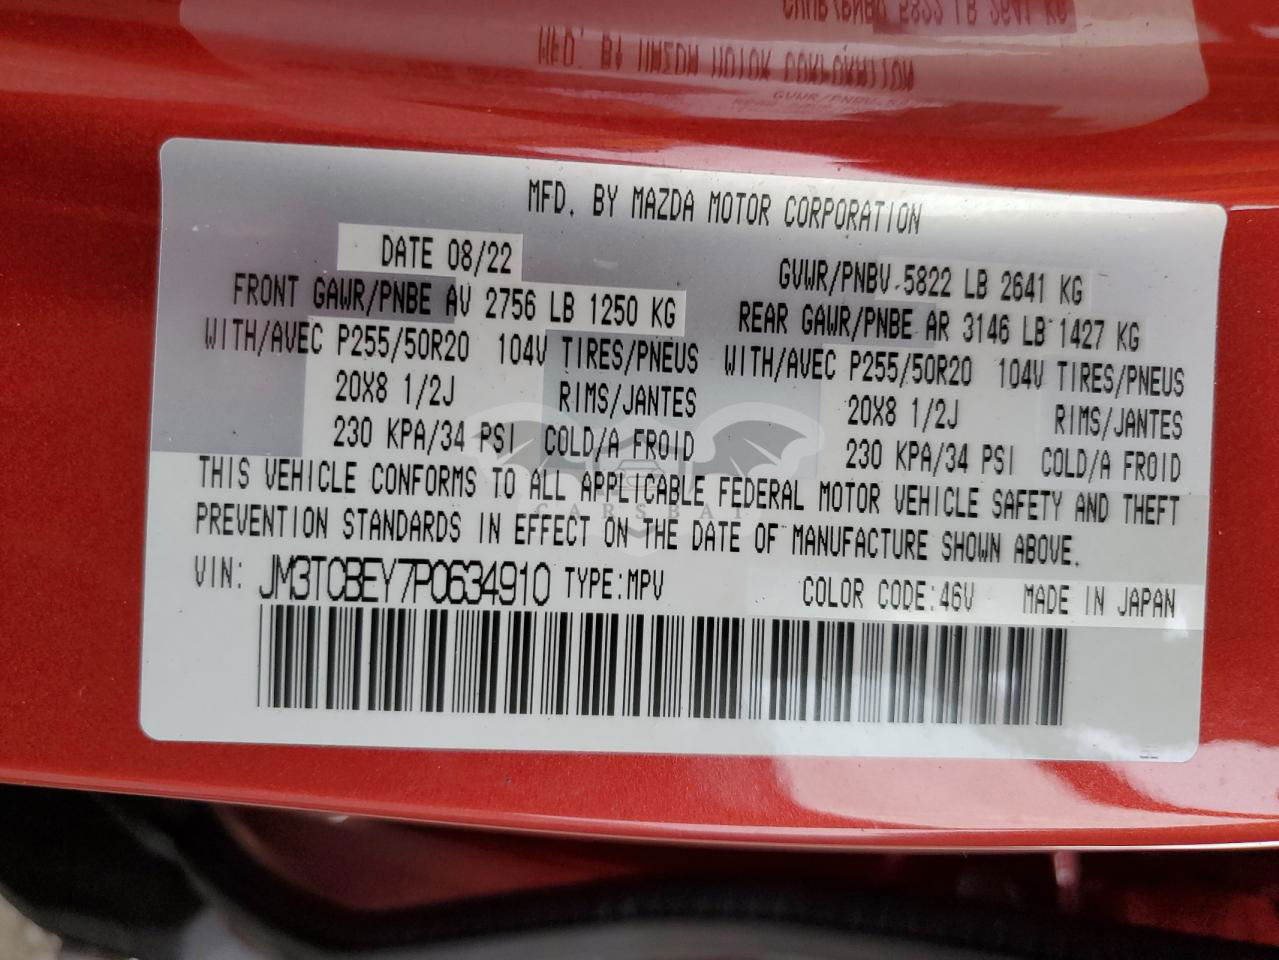 MFD. BY MAZDA MOTOR CORPORATION
DATE 08/22 GVWR/PNBV 5822 LB 2641 KG
FRONT GAWR/PNBE AV 2756 LB 1250 KG REAR GAWR/PNBE AR 3146 LB 1427 KG
WITH/AVEC P255/50R20 104V TIRES/PNEUS WITH/AVEC P255/50R20 104V TIRES/PNEUS
20X8 1/2J RIMS/JANTES 20X8 1/2J RIMS/JANTES
230 KPA/34 PSI COLD/A FROID 230 KPA/34 PSI COLD/A FROID
THIS VEHICLE CONFORMS TO ALL APPLICABLE FEDERAL MOTOR VEHICLE SAFETY AND THEFT
CARSBAT
PREVENTION STANDARDS IN EFFECT ON THE DATE OF MANUFACTURE SHOWN ABOVE.
VIN: JM3TCBEY7P0634910 TYPE:MPV COLOR CODE:46V MADE IN JAPAN